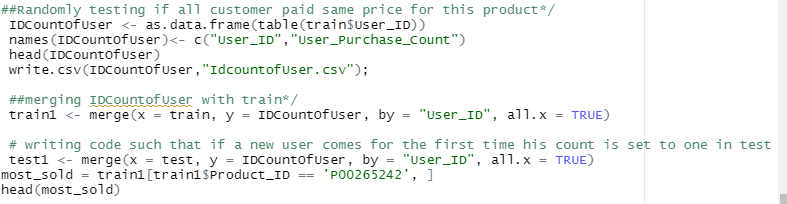 ##Randomly testing if all customer paid same price for this product*/
IDCountOfUser <- as.data.frame(table(train$User_ID))
names(IDCountOfUser)<- c("User_ID","User_Purchase_Count")
head(IDCountOfUser)
write.csv(IDCountOfUser,"IdcountofUser.csv");
##merging IDCountofUser with train*/
train1 <- merge(x = train, y = IDCountOfUser, by = "User_ID", all.x = TRUE)
# writing code such that if a new user comes for the first time his count is set to one in test
test1 <- merge(x = test, y = IDCountOfUser, by = "User_ID", all.x = TRUE)
most_sold = train1[train1$Product_ID == 'P00265242', ]
head(most_sold)